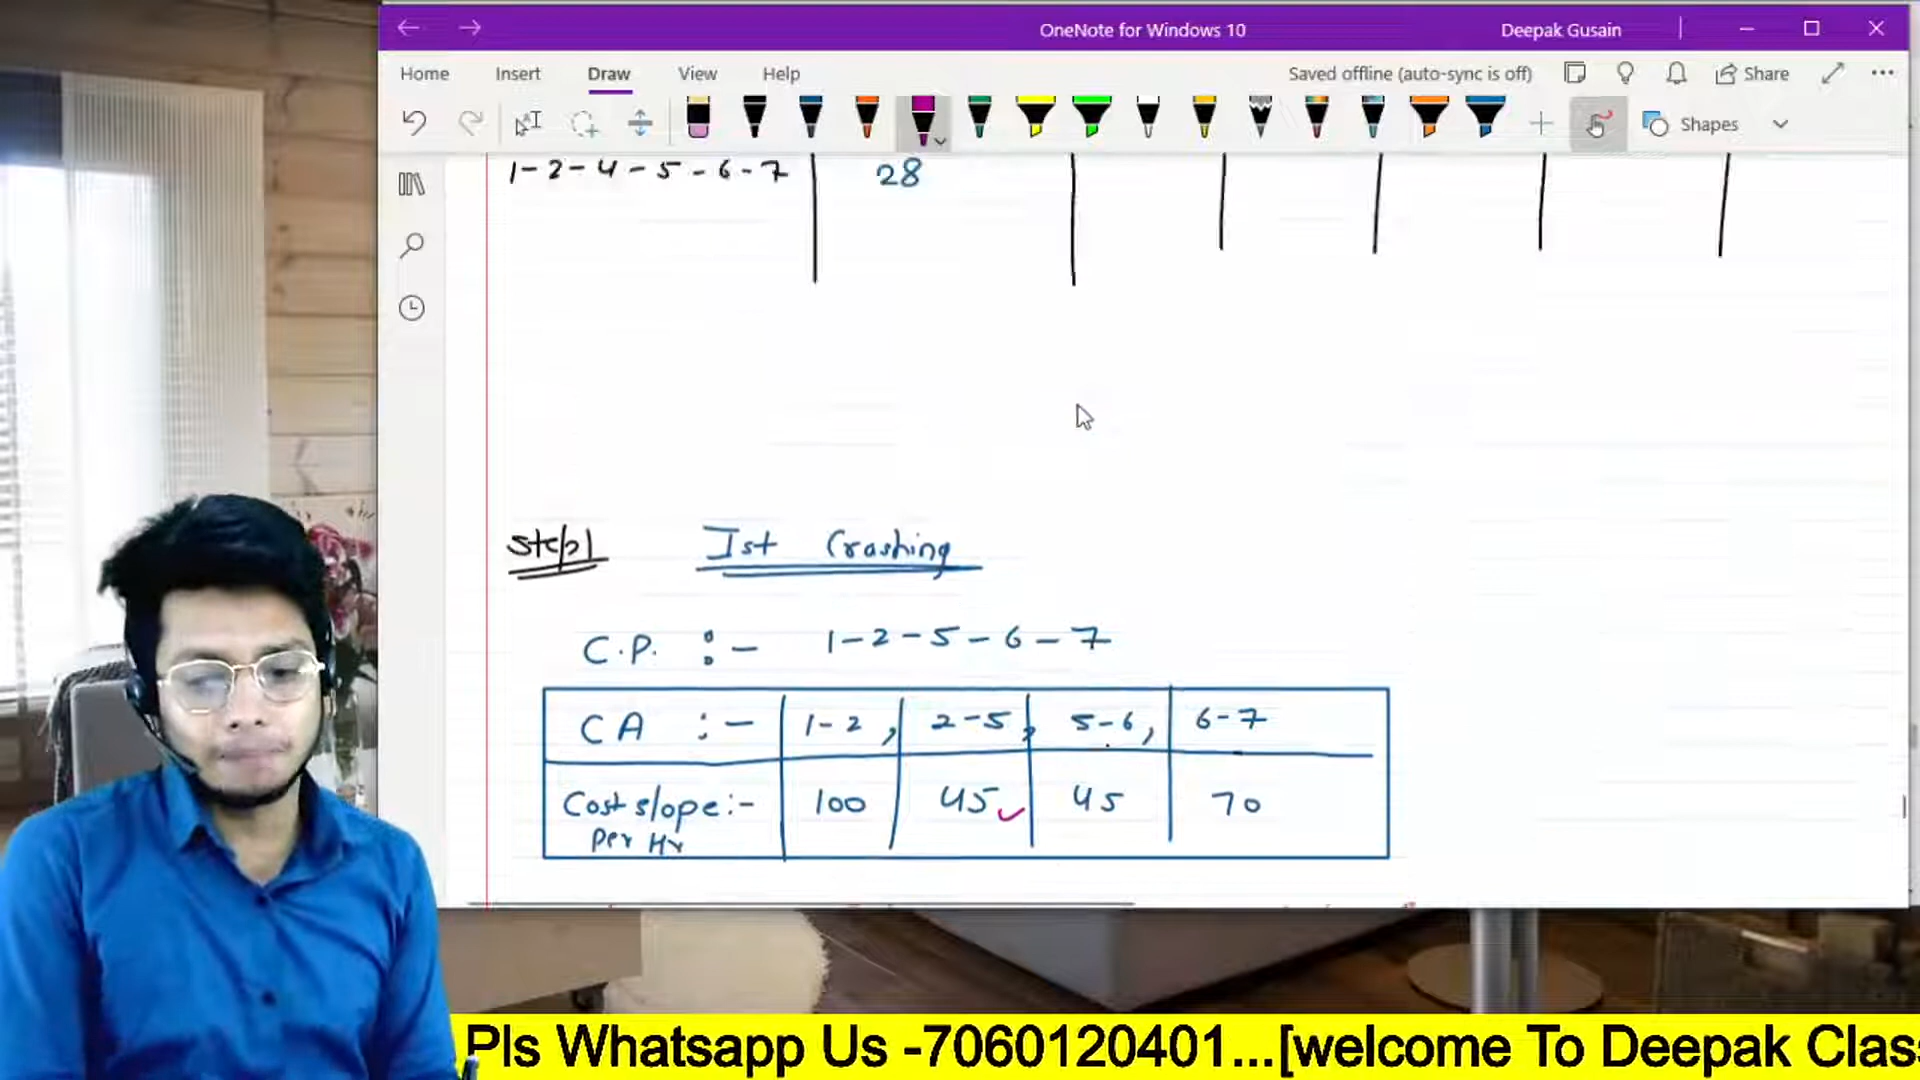 OneNote for Windows 10
Deepak Gusain
Home Insert Draw View Help
Saved offline (auto-sync is off)
Share
Shapes
1-2-4-5-6-7 28
Step1 Ist Crashing
C.P. :- 1-2-5-6-7
CA :- 1-2, 2-5, 5-6, 6-7
Cost slope:- 100 45 45 70
Per Hr
Pls Whatsapp Us -7060120401...[welcome To Deepak Clas